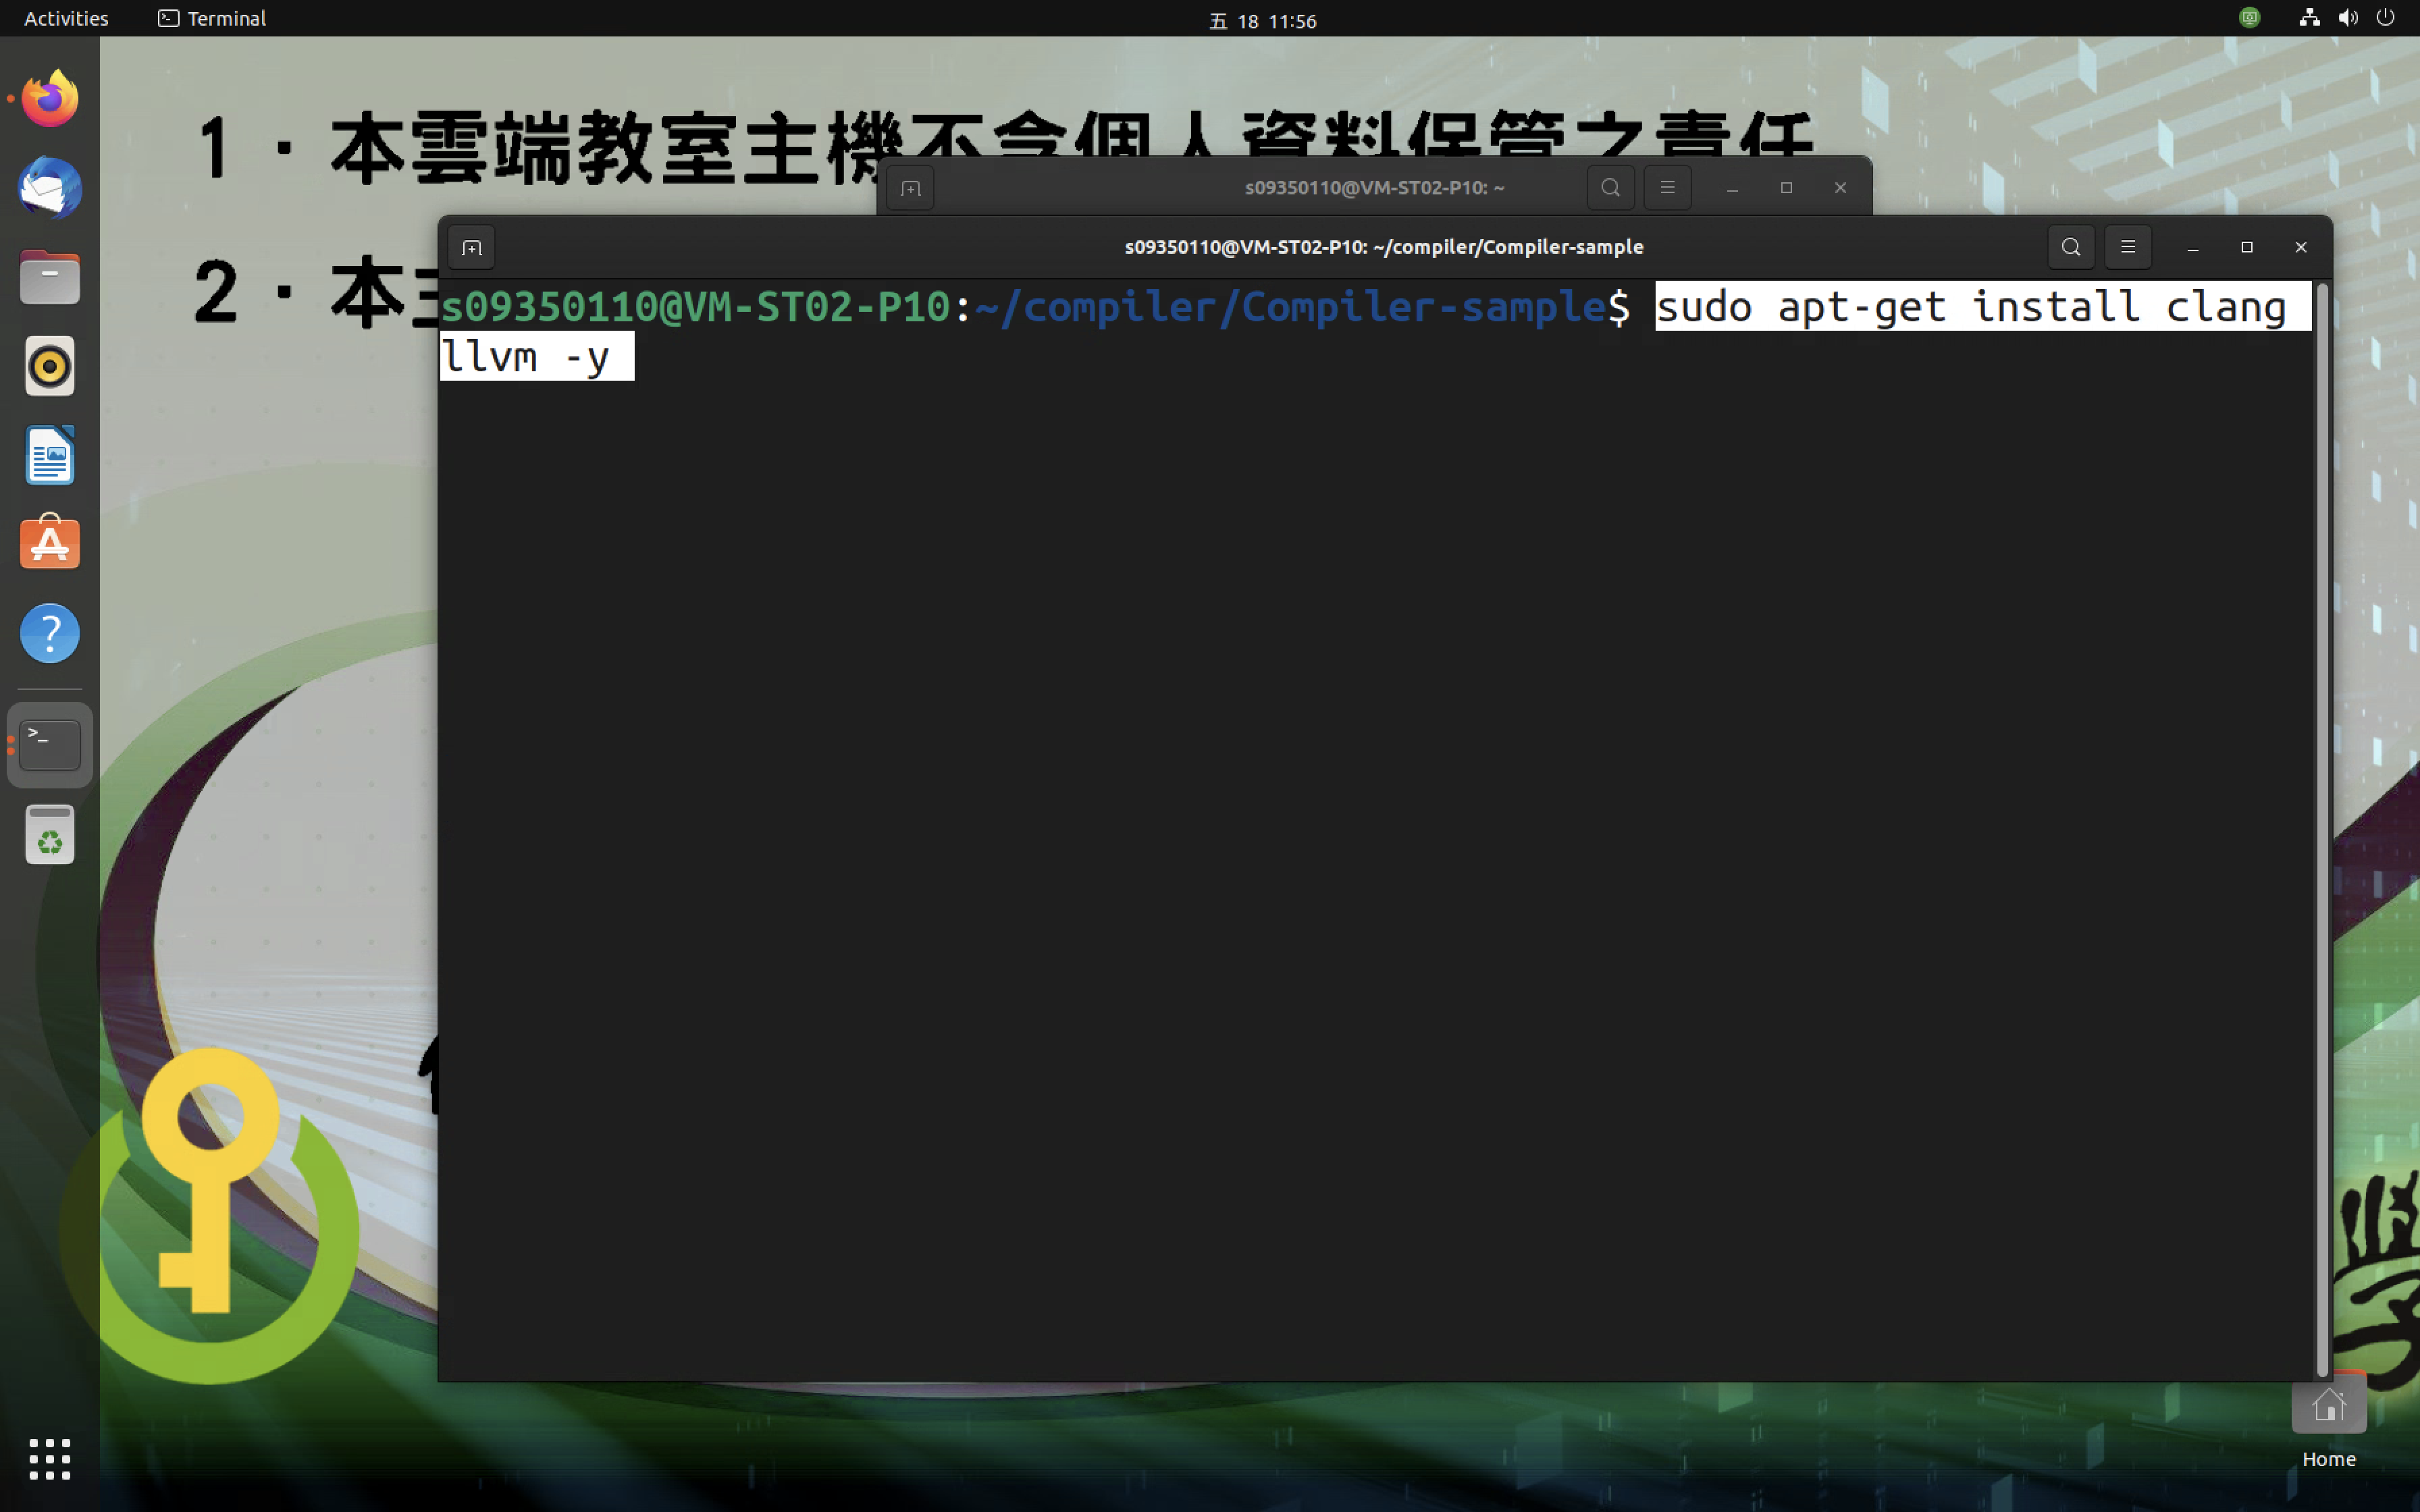 Activities
Terminal
五 18 11:56
1．本雲端教室主機不含個人資料保管之責任
s09350110@VM-ST02-P10: ~
s09350110@VM-ST02-P10: ~/compiler/Compiler-sample
2．本主
s09350110@VM-ST02-P10:~/compiler/Compiler-sample$ sudo apt-get install clang
llvm -y
Home